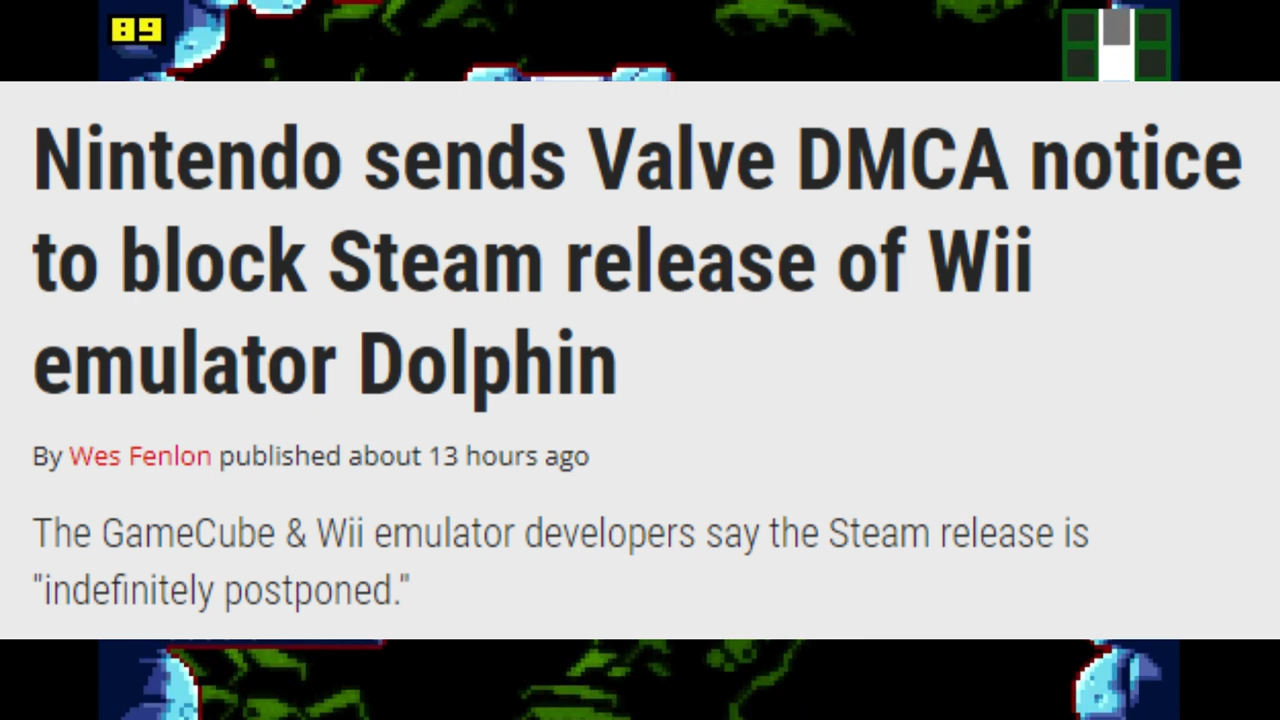 89
Nintendo sends Valve DMCA notice
to block Steam release of Wii
emulator Dolphin
By Wes Fenlon published about 13 hours ago
The GameCube & Wii emulator developers say the Steam release is
"indefinitely postponed."